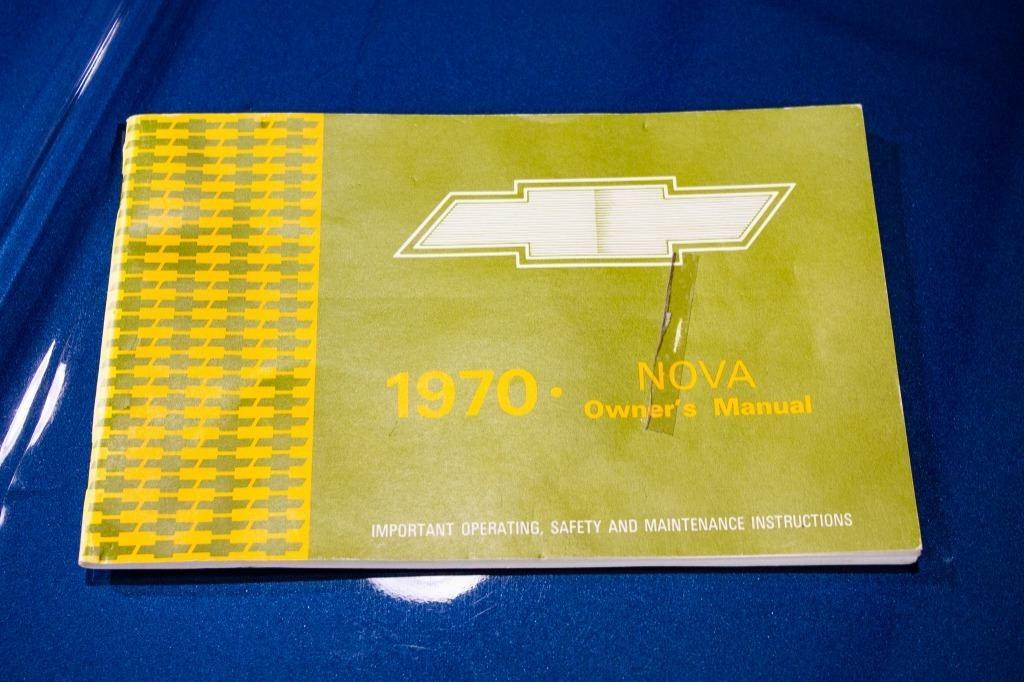 1970 • NOVA
Owner's Manual
IMPORTANT OPERATING, SAFETY AND MAINTENANCE INSTRUCTIONS